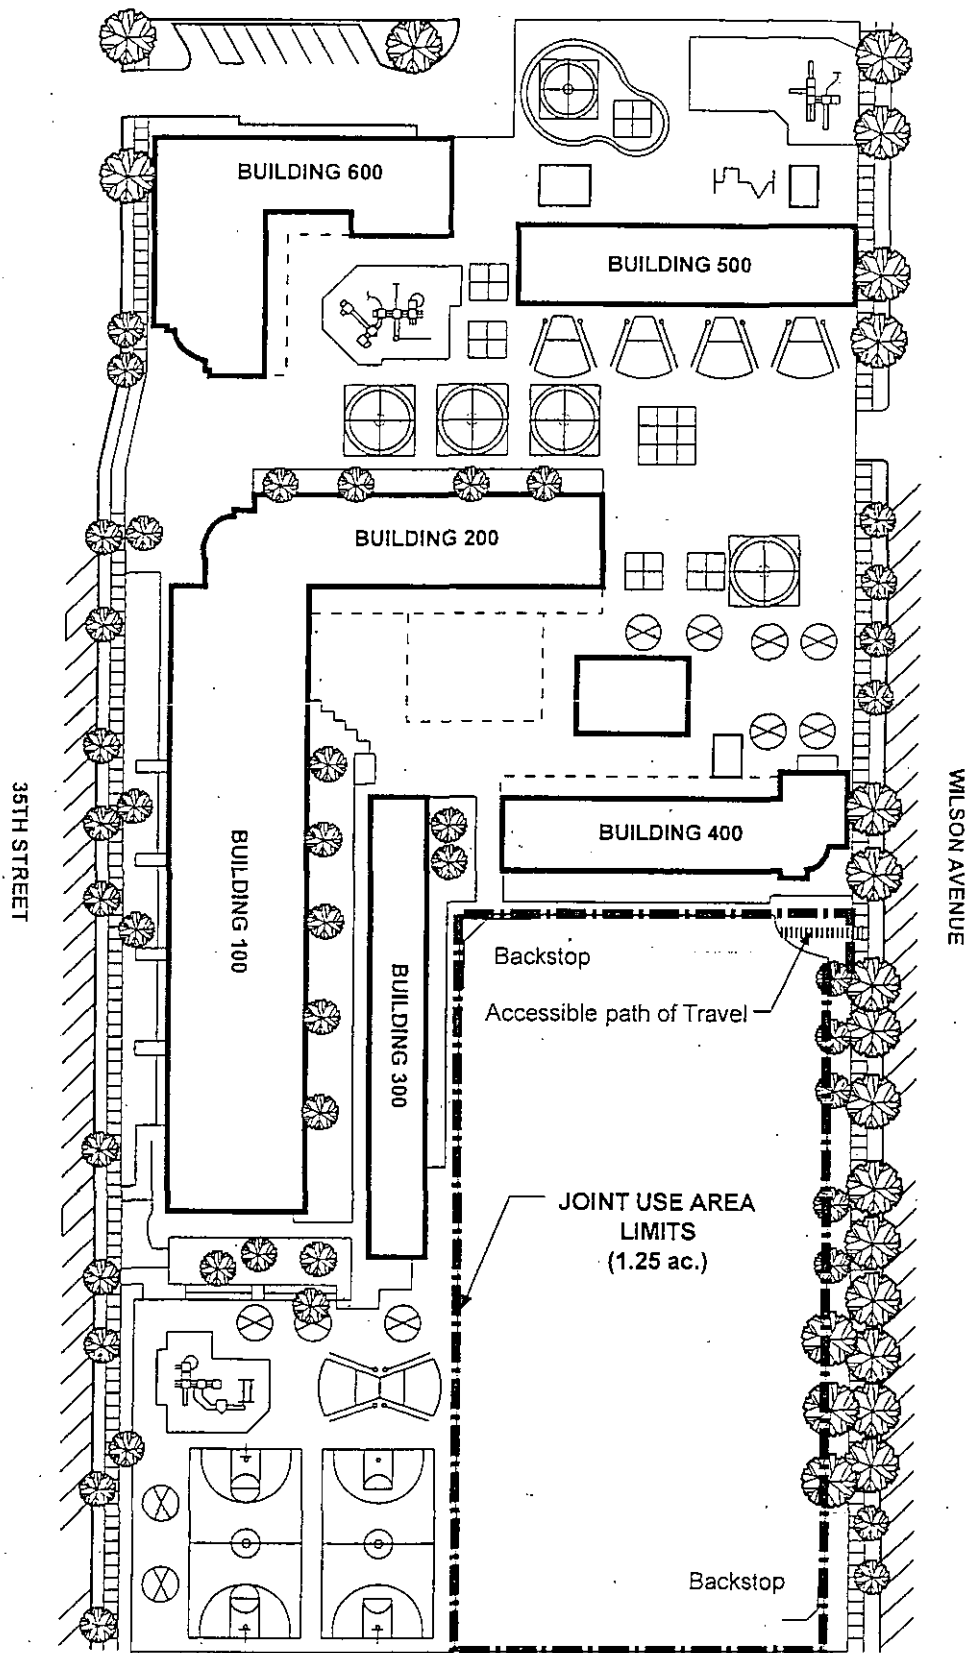 BUILDING 600
BUILDING 500
BUILDING 200
35TH STREET
WILSON AVENUE
BUILDING 400
BUILDING 100
BUILDING 300
Backstop
Accessible path of Travel
JOINT USE AREA
LIMITS
(1.25 ac.)
Backstop